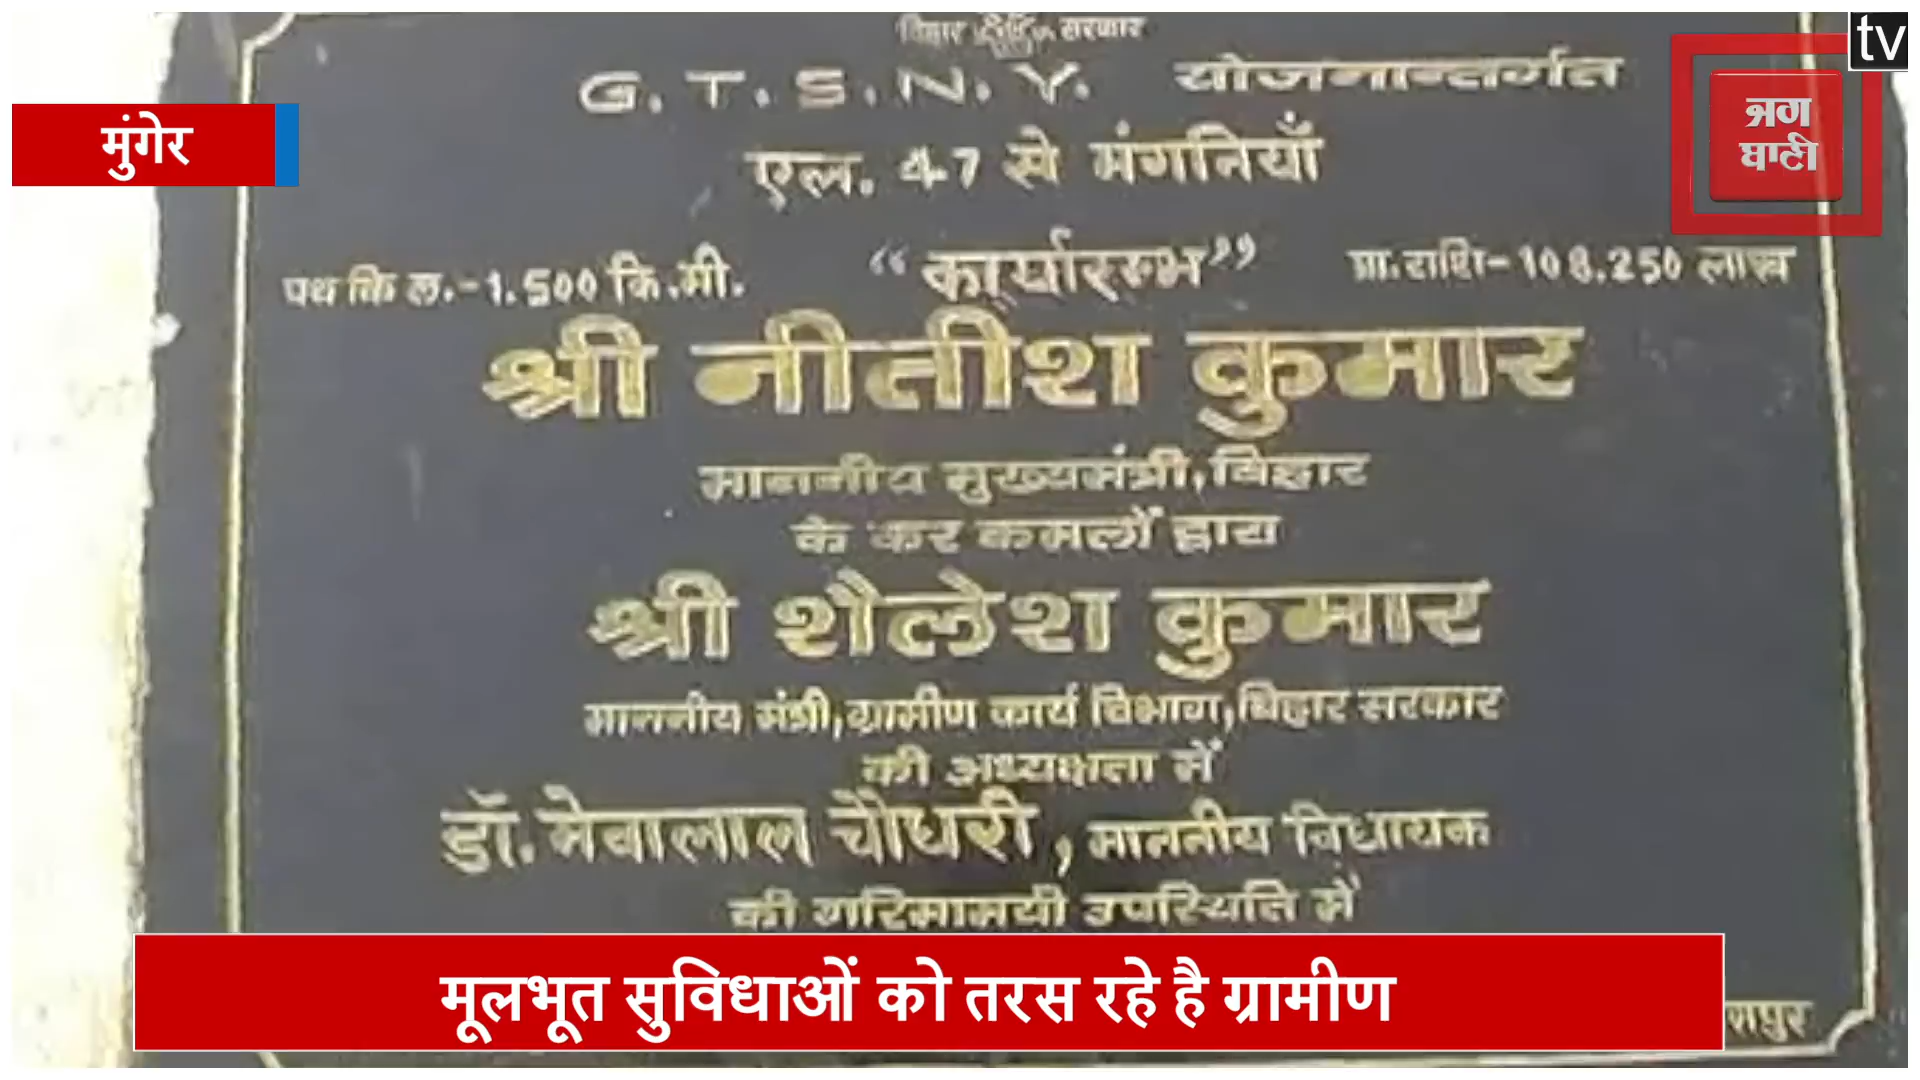 बिहार सरकार
tv
G. T. S. N. Y. योजनान्तर्गत
जग
बाणी
मुंगेर
एल. 47 से मंगनियाँ
पथ कि ल.-1.500 कि.मी. “कार्यारम्भ” प्रा.राशि-108.250 लाख
श्री नीतीश कुमार
माननीय मुख्यमंत्री,बिहार
के कर कमलों द्वारा
श्री शैलेश कुमार
माननीय मंत्री,ग्रामीण कार्य विभाग,बिहार सरकार
की अध्यक्षता में
डॉ.मेवालाल चौधरी, माननीय विधायक
की गरिमामयी उपस्थिति में
मूलभूत सुविधाओं को तरस रहे है ग्रामीण